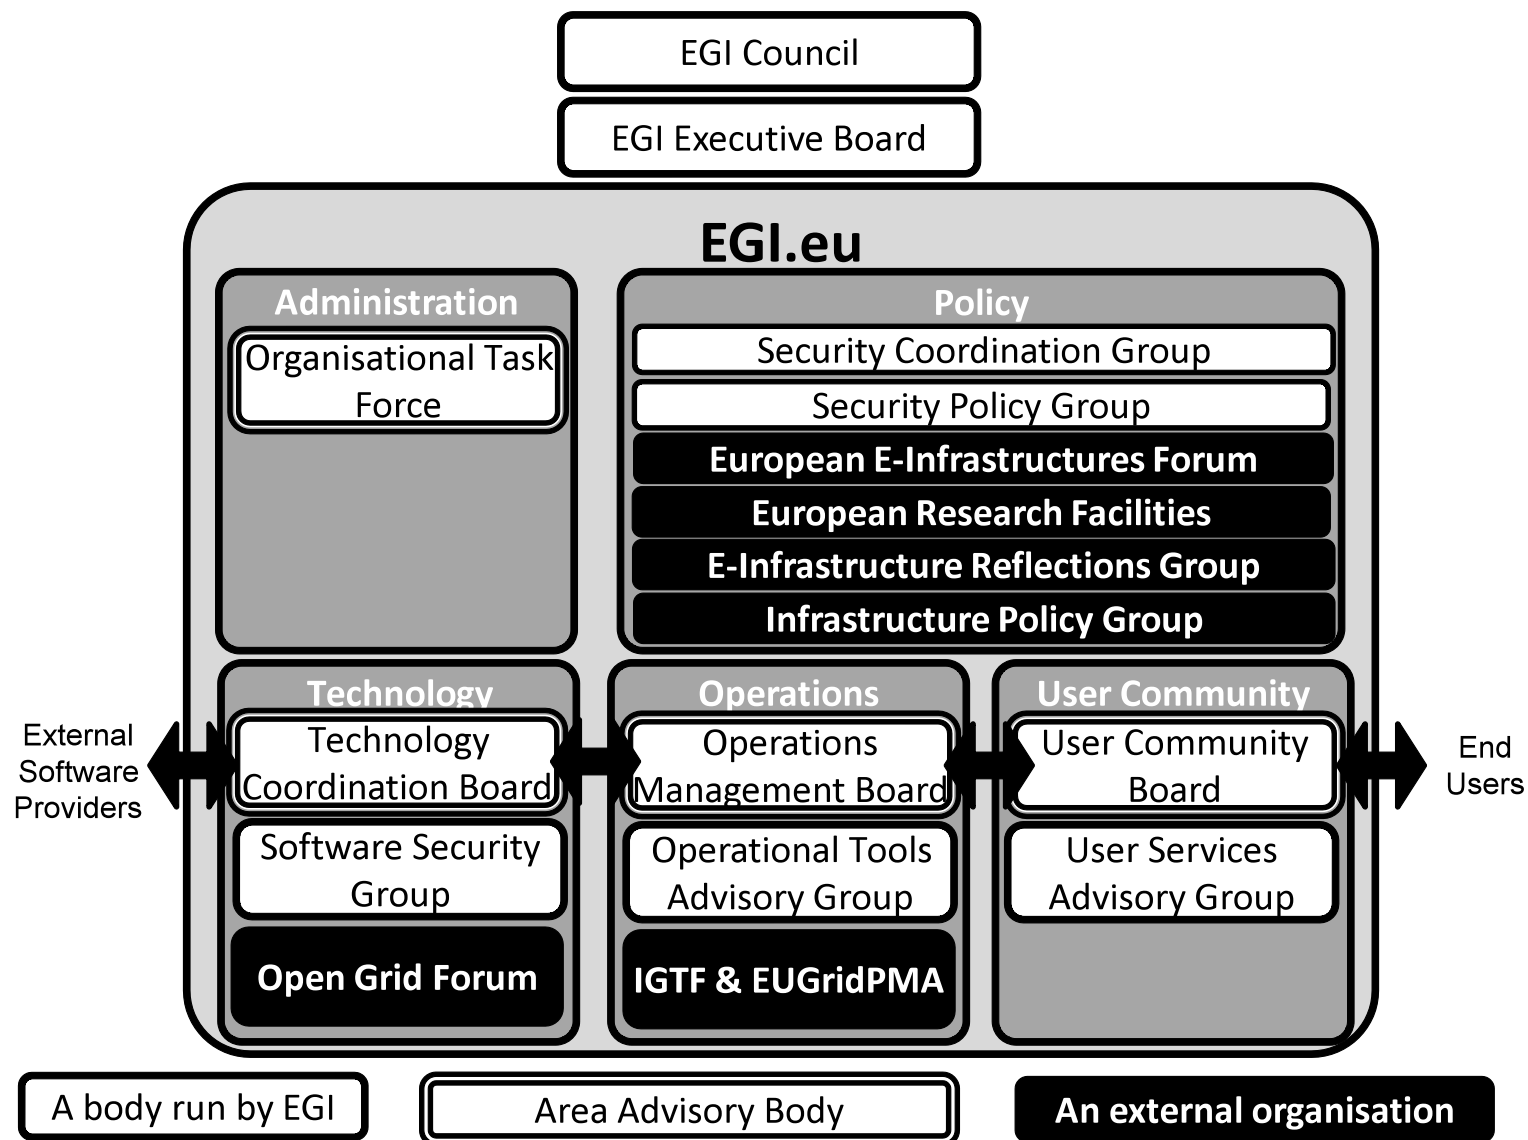 EGI Council
EGI Executive Board
EGI.eu
Administration
Organisational Task
Force
Policy
Security Coordination Group
Security Policy Group
European E-Infrastructures Forum
European Research Facilities
E-Infrastructure Reflections Group
Infrastructure Policy Group
External
Software
Providers
Technology
Technology
Coordination Board
Software Security
Group
Open Grid Forum
Operations
Operations
Management Board
Operational Tools
Advisory Group
IGTF & EUGridPMA
User Community
User Community
Board
User Services
Advisory Group
End
Users
A body run by EGI
Area Advisory Body
An external organisation